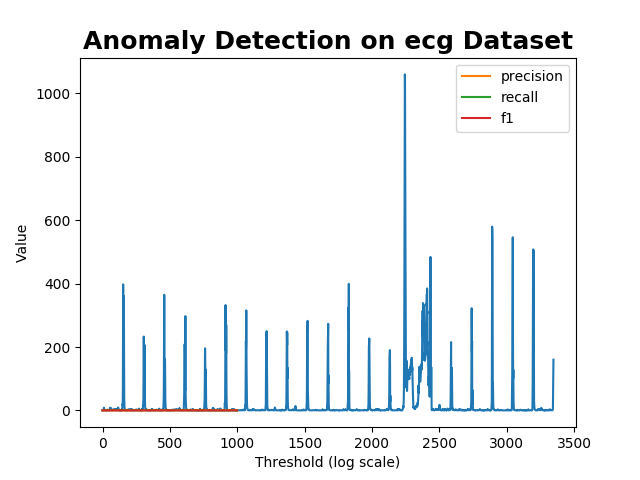 Anomaly Detection on ecg Dataset
precision
recall
f1
1000
800
600
400
200
0
Value
0 500 1000 1500 2000 2500 3000 3500
Threshold (log scale)